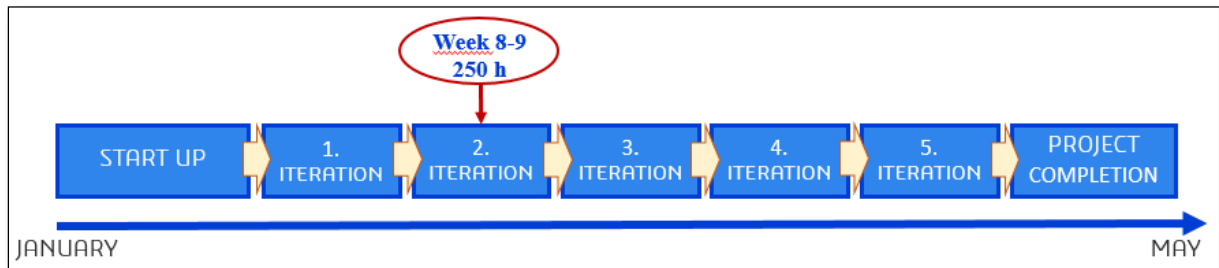 Week 8-9
250 h
START UP
1.
ITERATION
2.
ITERATION
3.
ITERATION
4.
ITERATION
5.
ITERATION
PROJECT
COMPLETION
JANUARY
MAY